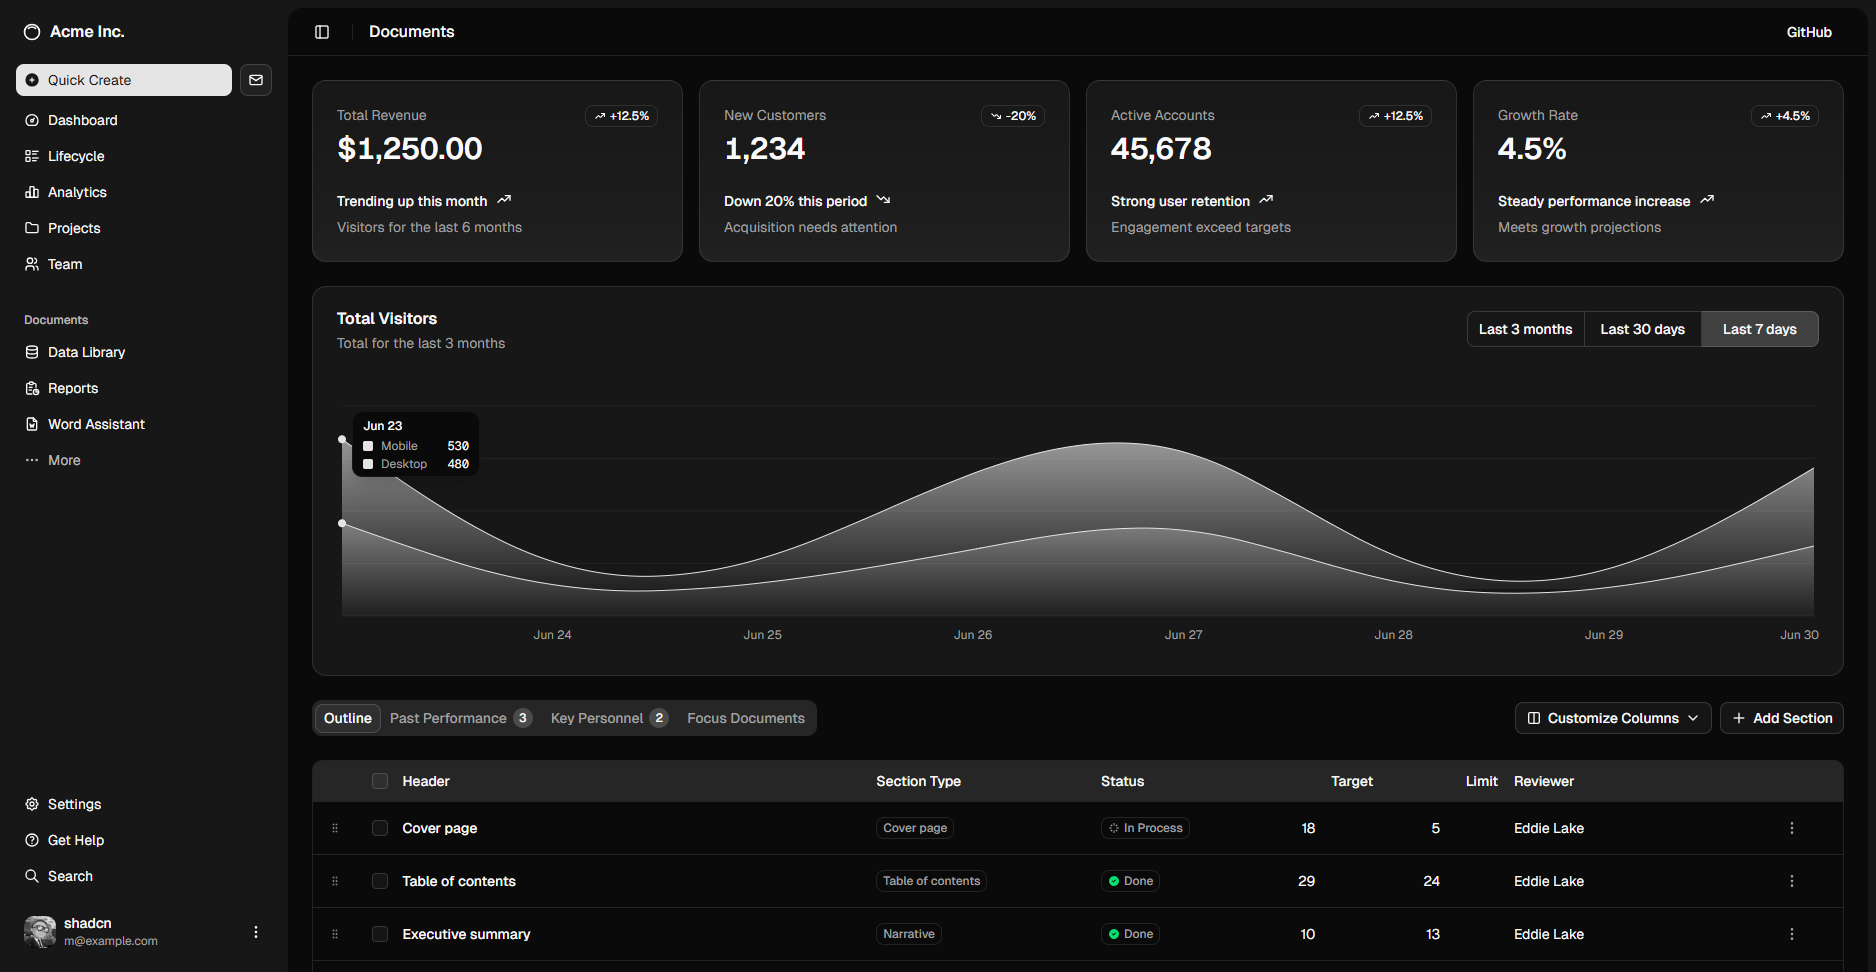 Acme Inc.
Quick Create
Dashboard
Lifecycle
Analytics
Projects
Team
Documents
Data Library
Reports
Word Assistant
More
Settings
Get Help
Search
shadcn
m@example.com
Documents
GitHub
Total Revenue
+12.5%
$1,250.00
Trending up this month
Visitors for the last 6 months
New Customers
-20%
1,234
Down 20% this period
Acquisition needs attention
Active Accounts
+12.5%
45,678
Strong user retention
Engagement exceed targets
Growth Rate
+4.5%
4.5%
Steady performance increase
Meets growth projections
Total Visitors
Total for the last 3 months
Last 3 months Last 30 days Last 7 days
Jun 23
Mobile 530
Desktop 480
Jun 24 Jun 25 Jun 26 Jun 27 Jun 28 Jun 29 Jun 30
Outline Past Performance 3 Key Personnel 2 Focus Documents
Customize Columns Add Section
Header Section Type Status Target Limit Reviewer
Cover page Cover page In Process 18 5 Eddie Lake
Table of contents Table of contents Done 29 24 Eddie Lake
Executive summary Narrative Done 10 13 Eddie Lake